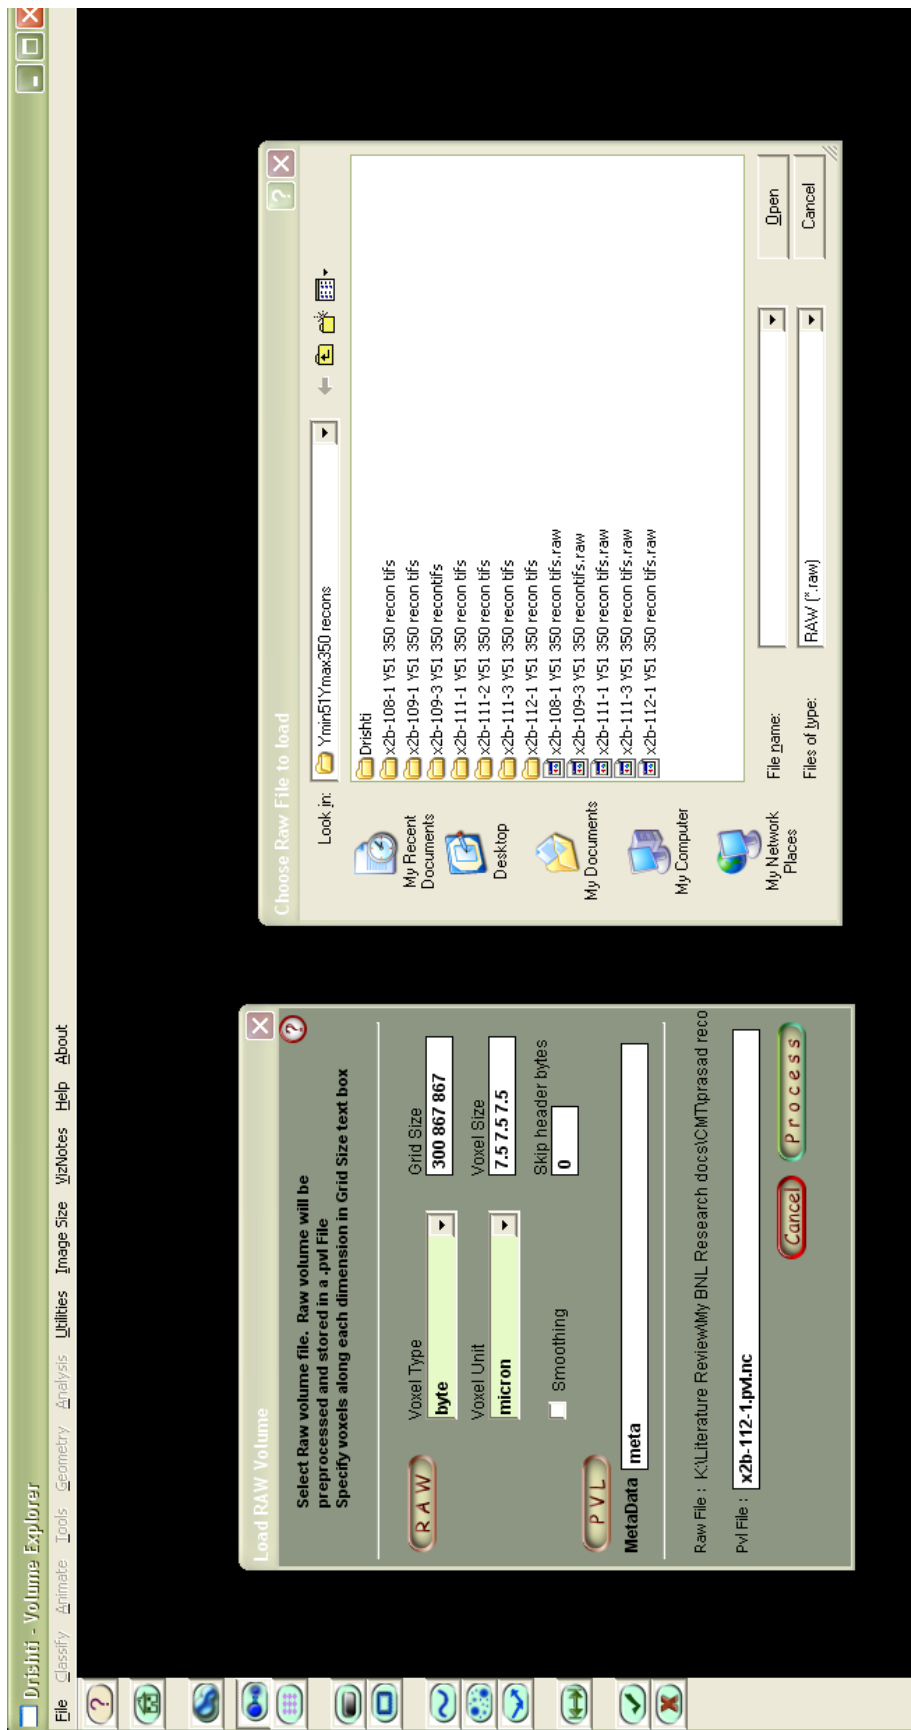 Drishti - Volume Explorer
File Classify Animate Tools Geometry Analysis Utilities Image Size VizNotes Help About
Load RAW Volume
Select Raw volume file. Raw volume will be
preprocessed and stored in a .pvl File
Specify voxels along each dimension in Grid Size text box
RAW
Voxel Type
byte
Grid Size
300 867 867
Voxel Unit
micron
Voxel Size
7.5 7.5 7.5
Smoothing
Skip header bytes
0
PVL
MetaData meta
Raw File : K:\Literature Review\My BNL Research docs\CMT\prasad reco
Pvl File : x2b-112-1.pvl.nc
Cancel
Process
Choose Raw File to load
Look in: Ymin51Ymax350 recons
My Recent
Documents
Desktop
My Documents
My Computer
My Network
Places
Drishti
x2b-108-1 Y51 350 recon tifs
x2b-109-1 Y51 350 recon tifs
x2b-109-3 Y51 350 recontifs
x2b-111-1 Y51 350 recon tifs
x2b-111-2 Y51 350 recon tifs
x2b-111-3 Y51 350 recon tifs
x2b-112-1 Y51 350 recon tifs
x2b-108-1 Y51 350 recon tifs.raw
x2b-109-3 Y51 350 recontifs.raw
x2b-111-1 Y51 350 recon tifs.raw
x2b-111-3 Y51 350 recon tifs.raw
x2b-112-1 Y51 350 recon tifs.raw
File name:
Open
Files of type: RAW (*.raw)
Cancel